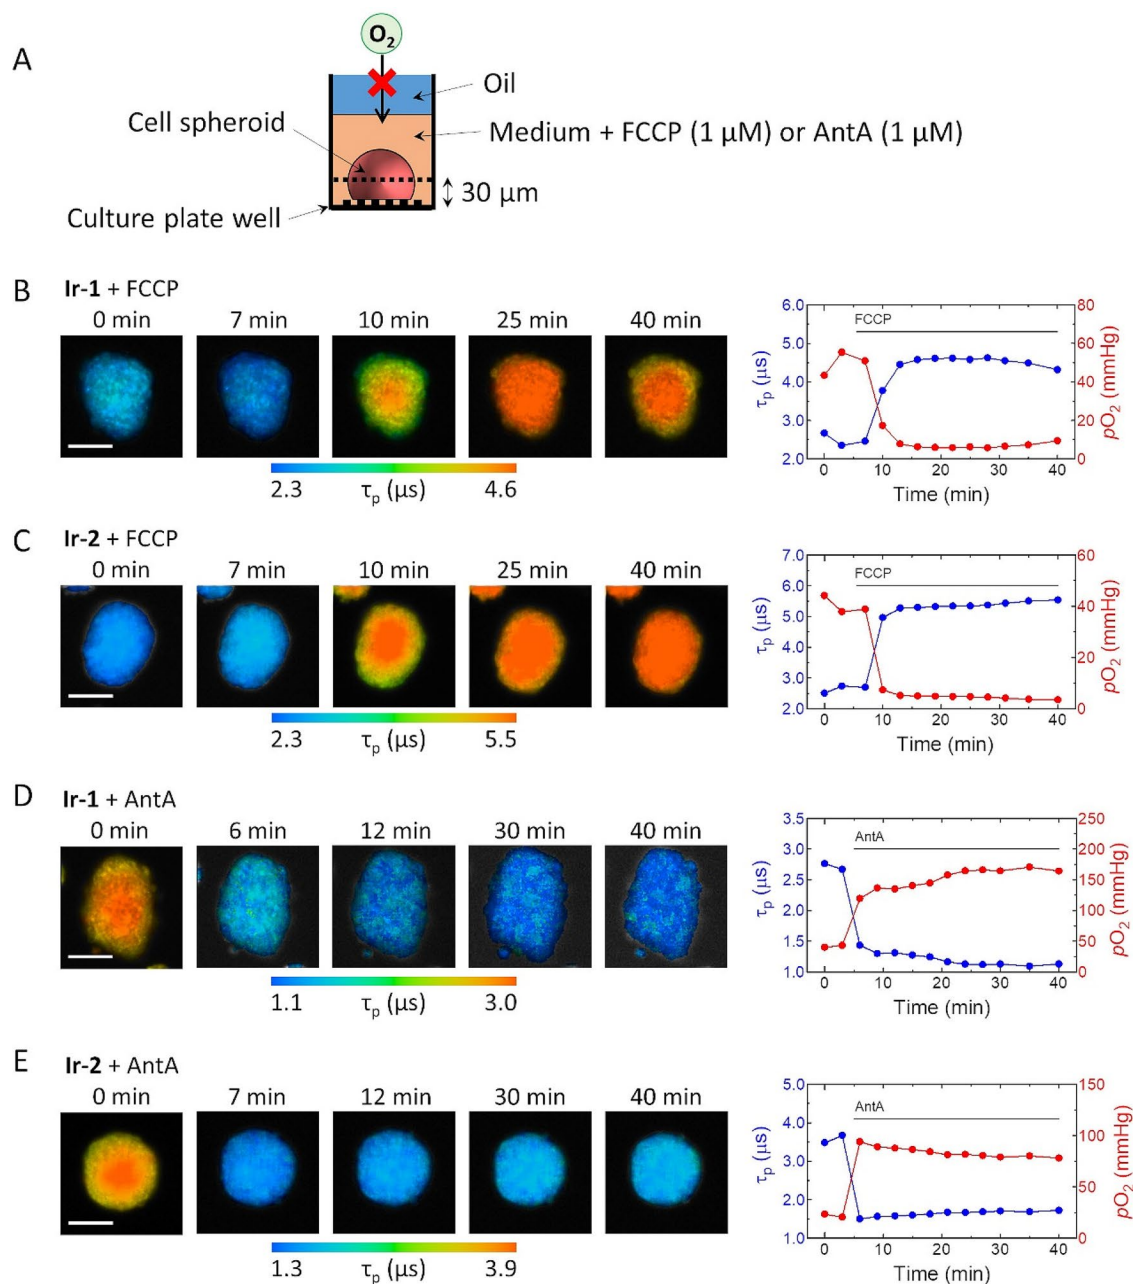 A
O₂
Oil
Cell spheroid
Medium + FCCP (1 μM) or AntA (1 μM)
30 μm
Culture plate well
B
Ir-1 + FCCP
0 min 7 min 10 min 25 min 40 min
2.3 τp (μs) 4.6
6.0 80
FCCP
5.0 60
τp (μs) 4.0 40 pO₂ (mmHg)
3.0 20
2.0 0
0 10 20 30 40
Time (min)
C
Ir-2 + FCCP
0 min 7 min 10 min 25 min 40 min
2.3 τp (μs) 5.5
7.0 60
FCCP
6.0
5.0 40
τp (μs) pO₂ (mmHg)
4.0
3.0 20
2.0 0
0 10 20 30 40
Time (min)
D
Ir-1 + AntA
0 min 6 min 12 min 30 min 40 min
1.1 τp (μs) 3.0
3.5 250
AntA
3.0 200
2.5 150
τp (μs) pO₂ (mmHg)
2.0 100
1.5 50
1.0 0
0 10 20 30 40
Time (min)
E
Ir-2 + AntA
0 min 7 min 12 min 30 min 40 min
1.3 τp (μs) 3.9
5.0 150
AntA
4.0 100
τp (μs) pO₂ (mmHg)
3.0
2.0 50
1.0 0
0 10 20 30 40
Time (min)